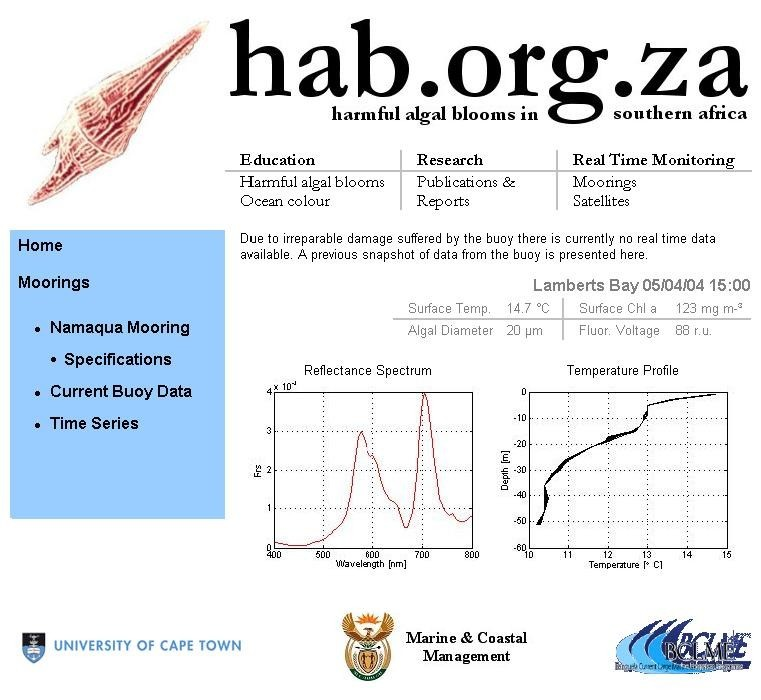 hab.org.za
harmful algal blooms in southern africa
Education
Harmful algal blooms
Ocean colour
Research
Publications &
Reports
Real Time Monitoring
Moorings
Satellites
Home
Moorings
• Namaqua Mooring
• Specifications
• Current Buoy Data
• Time Series
Due to irreparable damage suffered by the buoy there is currently no real time data
available. A previous snapshot of data from the buoy is presented here.
Lamberts Bay 05/04/04 15:00
Surface Temp. 14.7 °C Surface Chl a 123 mg m-³
Algal Diameter 20 µm Fluor. Voltage 88 r.u.
Reflectance Spectrum
4 x 10⁻³
3
2
1
0
Frs
400 500 600 700 800
Wavelength [nm]
Temperature Profile
0
-10
-20
-30
-40
-50
-60
Depth [m]
10 11 12 13 14 15
Temperature [° C]
UNIVERSITY OF CAPE TOWN
Marine & Coastal
Management
BCLME